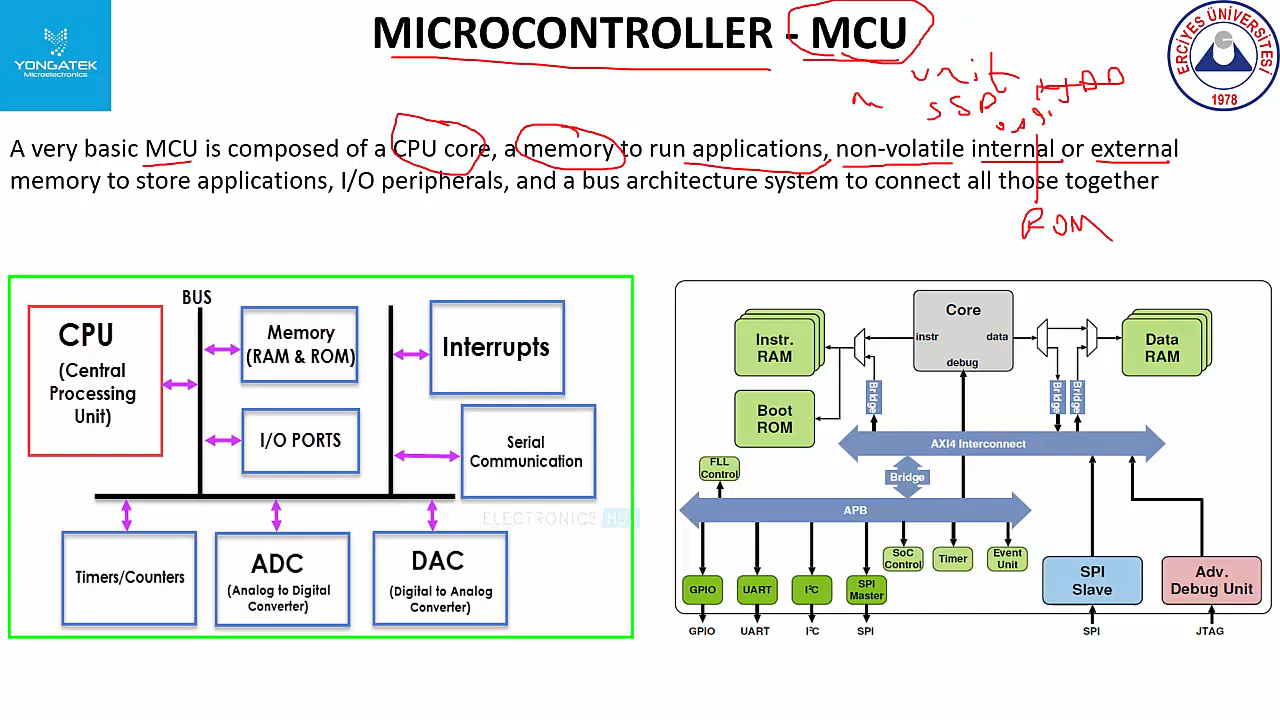 YONGATEK
Microelectronics
MICROCONTROLLER - MCU
ERCİYES ÜNİVERSİTESİ
1978
unit
SSD HDD
A very basic MCU is composed of a CPU core, a memory to run applications, non-volatile internal or external
memory to store applications, I/O peripherals, and a bus architecture system to connect all those together
ROM
BUS
CPU
(Central
Processing
Unit)
Memory
(RAM & ROM)
I/O PORTS
Interrupts
Serial
Communication
ELECTRONICS HUB
Timers/Counters
ADC
(Analog to Digital
Converter)
DAC
(Digital to Analog
Converter)
Core
instr
data
debug
Instr.
RAM
Boot
ROM
Data
RAM
Bridge
Bridge
Bridge
AXI4 Interconnect
FLL
Control
Bridge
APB
GPIO
UART
I²C
SPI
Master
SoC
Control
Timer
Event
Unit
SPI
Slave
Adv.
Debug Unit
GPIO
UART
I²C
SPI
SPI
JTAG